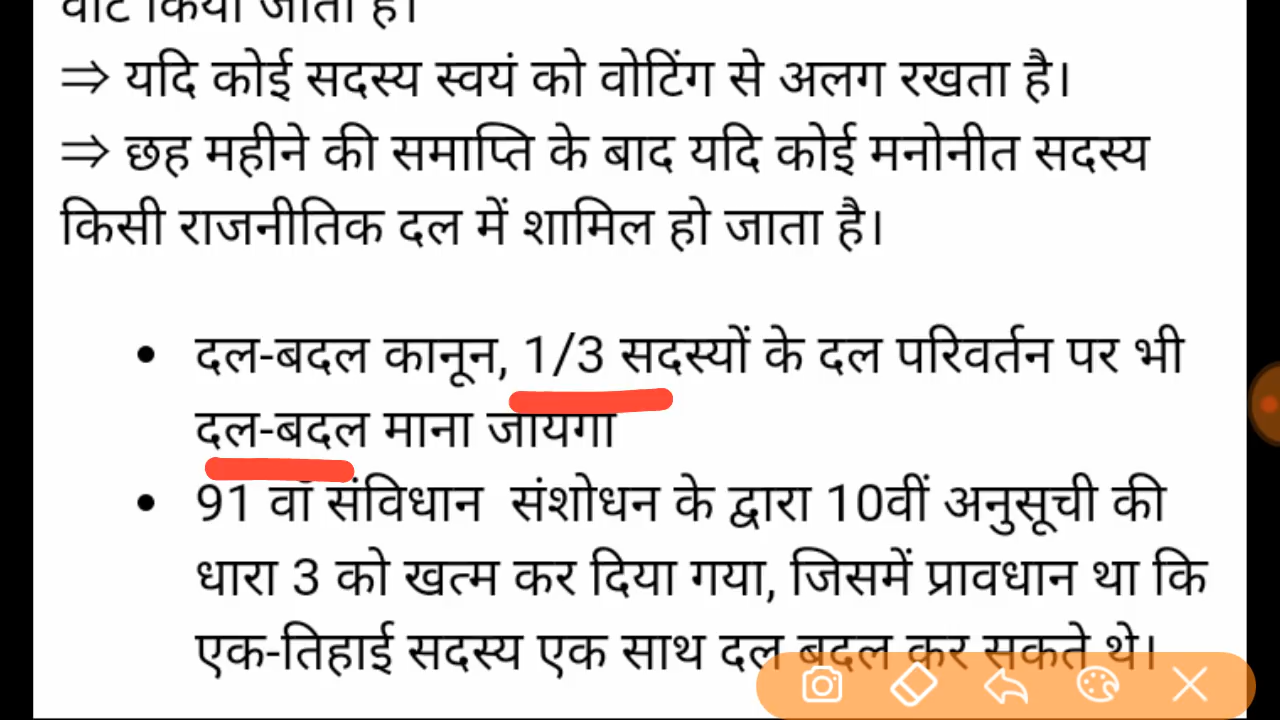 वोट किया जाता है।
⇒ यदि कोई सदस्य स्वयं को वोटिंग से अलग रखता है।
⇒ छह महीने की समाप्ति के बाद यदि कोई मनोनीत सदस्य
किसी राजनीतिक दल में शामिल हो जाता है।
• दल-बदल कानून, 1/3 सदस्यों के दल परिवर्तन पर भी
दल-बदल माना जायेगा
• 91 वाँ संविधान संशोधन के द्वारा 10वीं अनुसूची की
धारा 3 को खत्म कर दिया गया, जिसमें प्रावधान था कि
एक-तिहाई सदस्य एक साथ दल बदल कर सकते थे।